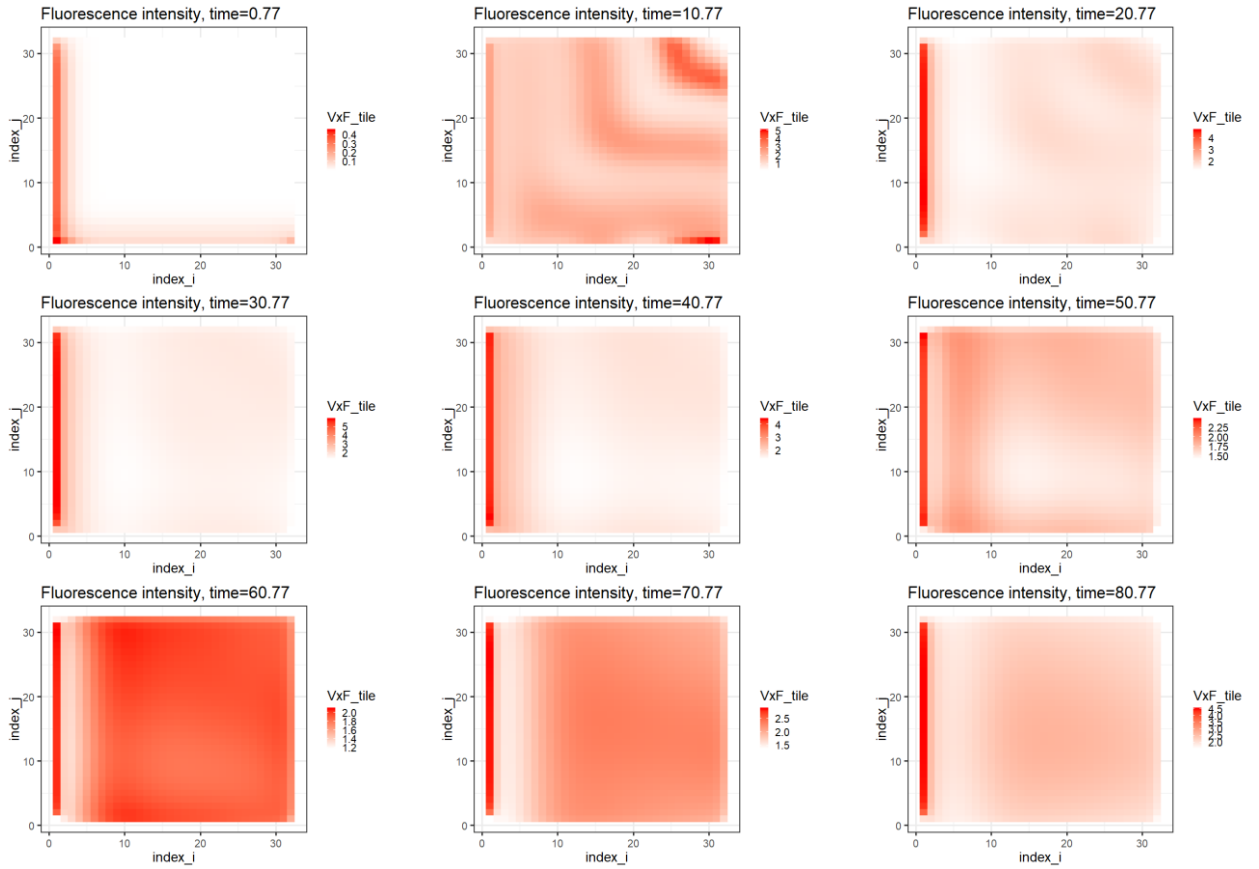 Fluorescence intensity, time=0.77
index_j
30
20
10
0
0 10 20 30
index_i
VxF_tile
0.4
0.3
0.2
0.1
Fluorescence intensity, time=10.77
index_j
30
20
10
0
0 10 20 30
index_i
VxF_tile
5
4
3
2
1
Fluorescence intensity, time=20.77
index_j
30
20
10
0
0 10 20 30
index_i
VxF_tile
4
3
2
Fluorescence intensity, time=30.77
index_j
30
20
10
0
0 10 20 30
index_i
VxF_tile
5
4
3
2
Fluorescence intensity, time=40.77
index_j
30
20
10
0
0 10 20 30
index_i
VxF_tile
4
3
2
Fluorescence intensity, time=50.77
index_j
30
20
10
0
0 10 20 30
index_i
VxF_tile
2.25
2.00
1.75
1.50
Fluorescence intensity, time=60.77
index_j
30
20
10
0
0 10 20 30
index_i
VxF_tile
2.0
1.8
1.6
1.4
1.2
Fluorescence intensity, time=70.77
index_j
30
20
10
0
0 10 20 30
index_i
VxF_tile
2.5
2.0
1.5
Fluorescence intensity, time=80.77
index_j
30
20
10
0
0 10 20 30
index_i
VxF_tile
4.5
4.0
3.5
3.0
2.5
2.0